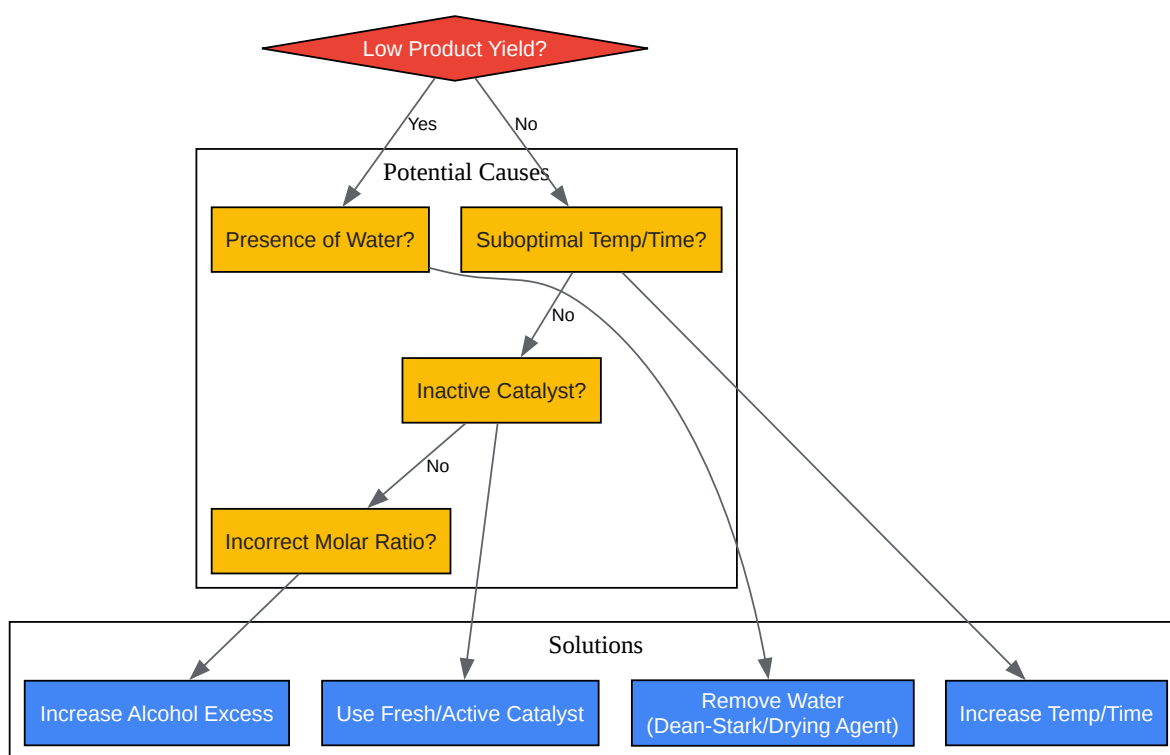 Low Product Yield?
Yes
No
Potential Causes
Presence of Water?
Suboptimal Temp/Time?
No
Inactive Catalyst?
No
Incorrect Molar Ratio?
Solutions
Increase Alcohol Excess
Use Fresh/Active Catalyst
Remove Water
(Dean-Stark/Drying Agent)
Increase Temp/Time